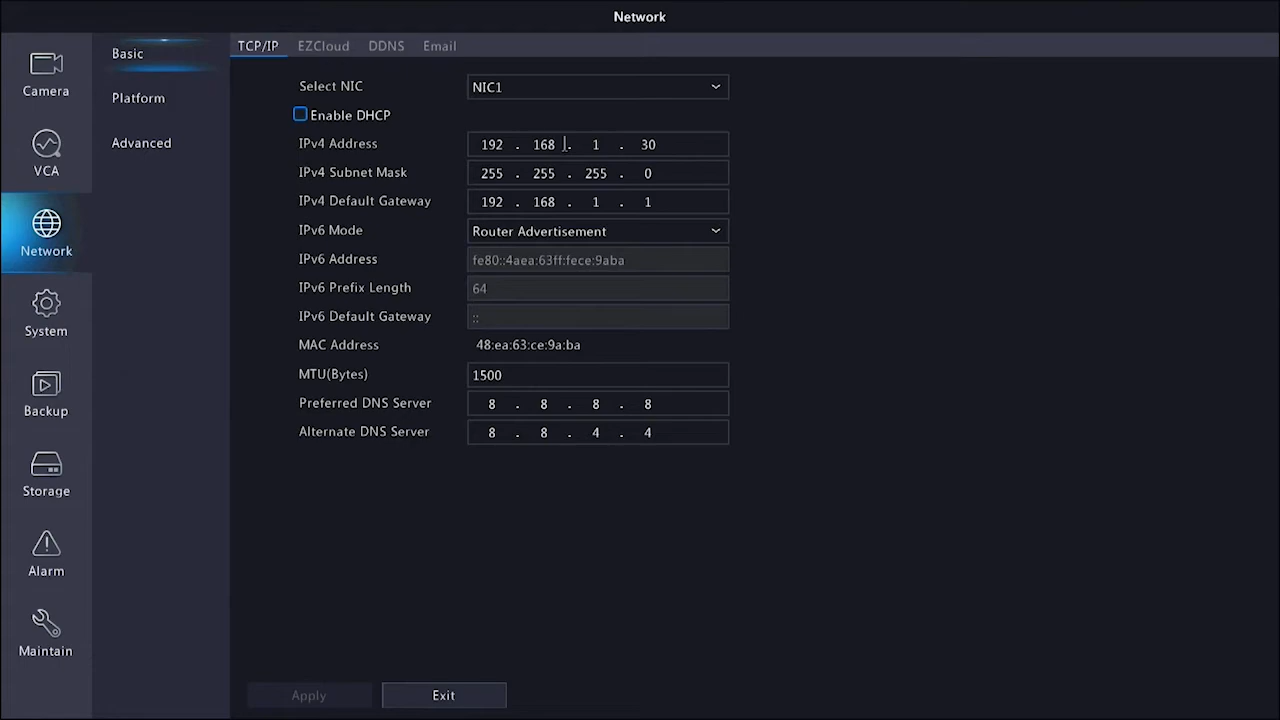 Network
Camera
VCA
Network
System
Backup
Storage
Alarm
Maintain
Basic
Platform
Advanced
TCP/IP EZCloud DDNS Email
Select NIC NIC1
Enable DHCP
IPv4 Address 192 . 168 . 1 . 30
IPv4 Subnet Mask 255 . 255 . 255 . 0
IPv4 Default Gateway 192 . 168 . 1 . 1
IPv6 Mode Router Advertisement
IPv6 Address fe80::4aea:63ff:fece:9aba
IPv6 Prefix Length 64
IPv6 Default Gateway ::
MAC Address 48:ea:63:ce:9a:ba
MTU(Bytes) 1500
Preferred DNS Server 8 . 8 . 8 . 8
Alternate DNS Server 8 . 8 . 4 . 4
Apply Exit